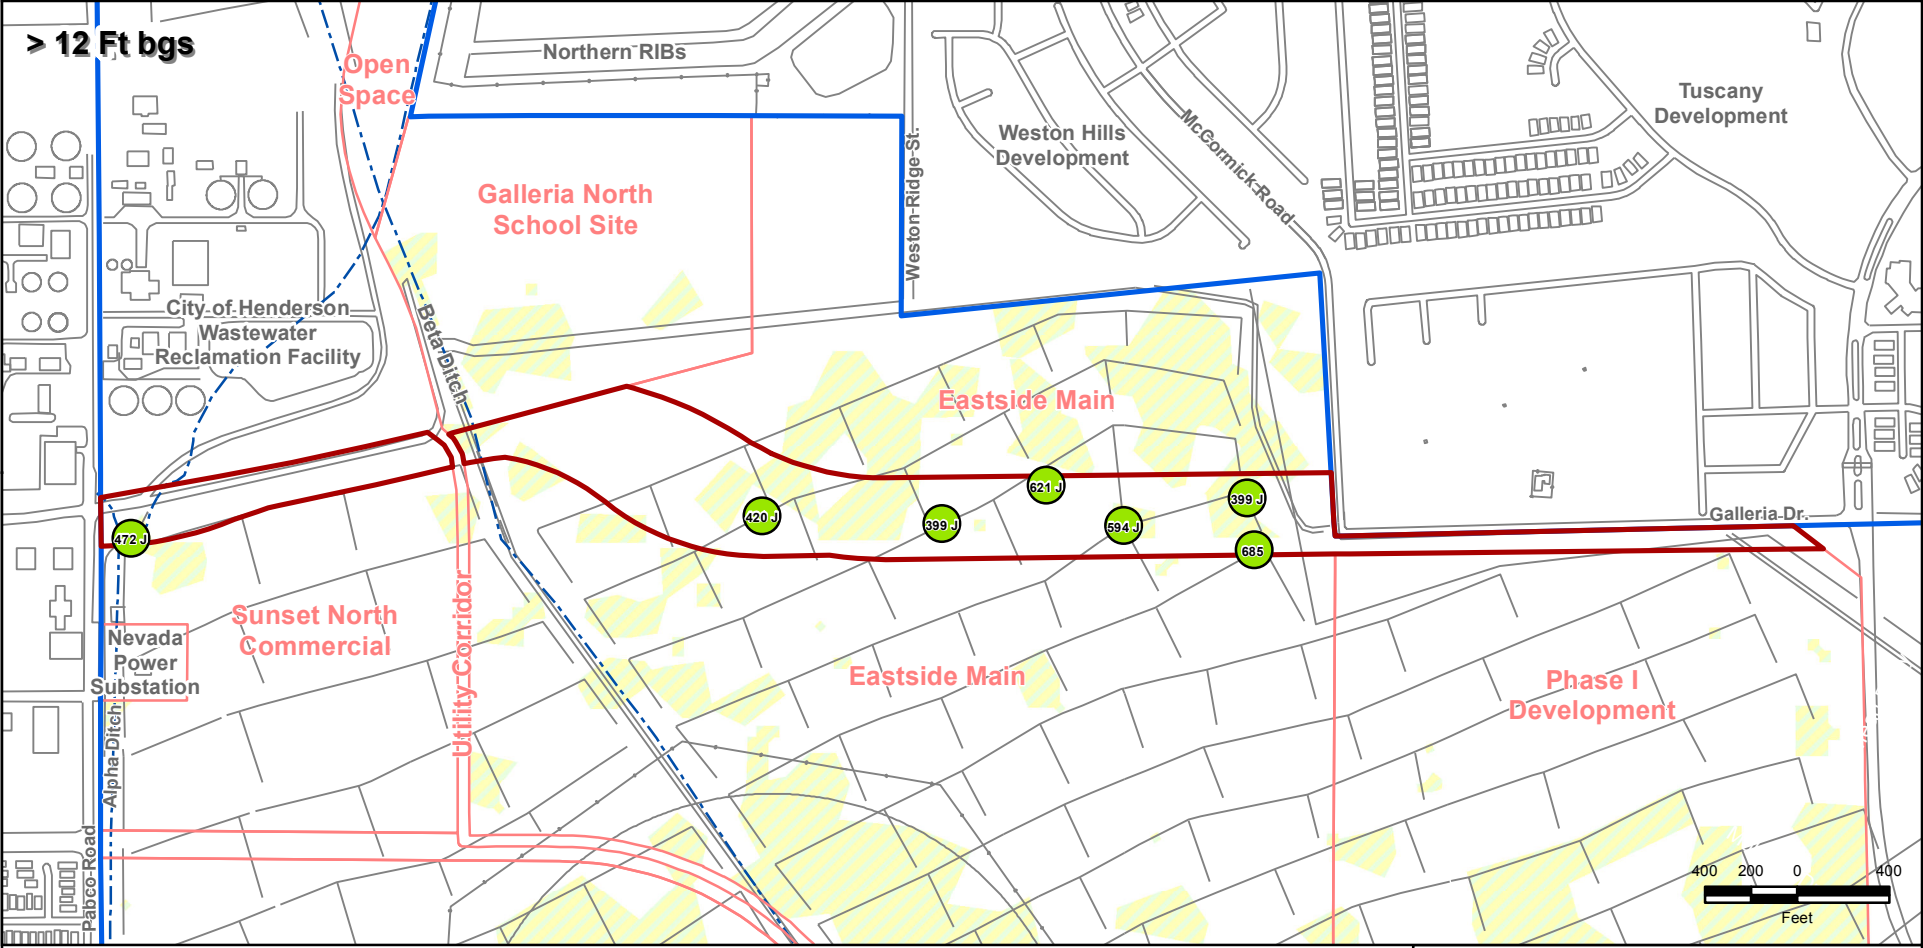 > 12 Ft bgs
Open
Space
Northern RIBs
Tuscany
Development
Weston Hills
Development
McCormick Road
Weston Ridge St.
Galleria North
School Site
City of Henderson
Wastewater
Reclamation Facility
Beta Ditch
Eastside Main
621 J
399 J
420 J
399 J
594 J
472 J
685
Galleria Dr.
Sunset North
Commercial
Utility Corridor
Nevada
Power
Substation
Eastside Main
Phase I
Development
Alpha Ditch
Pabco Road
400 200 0 400
Feet